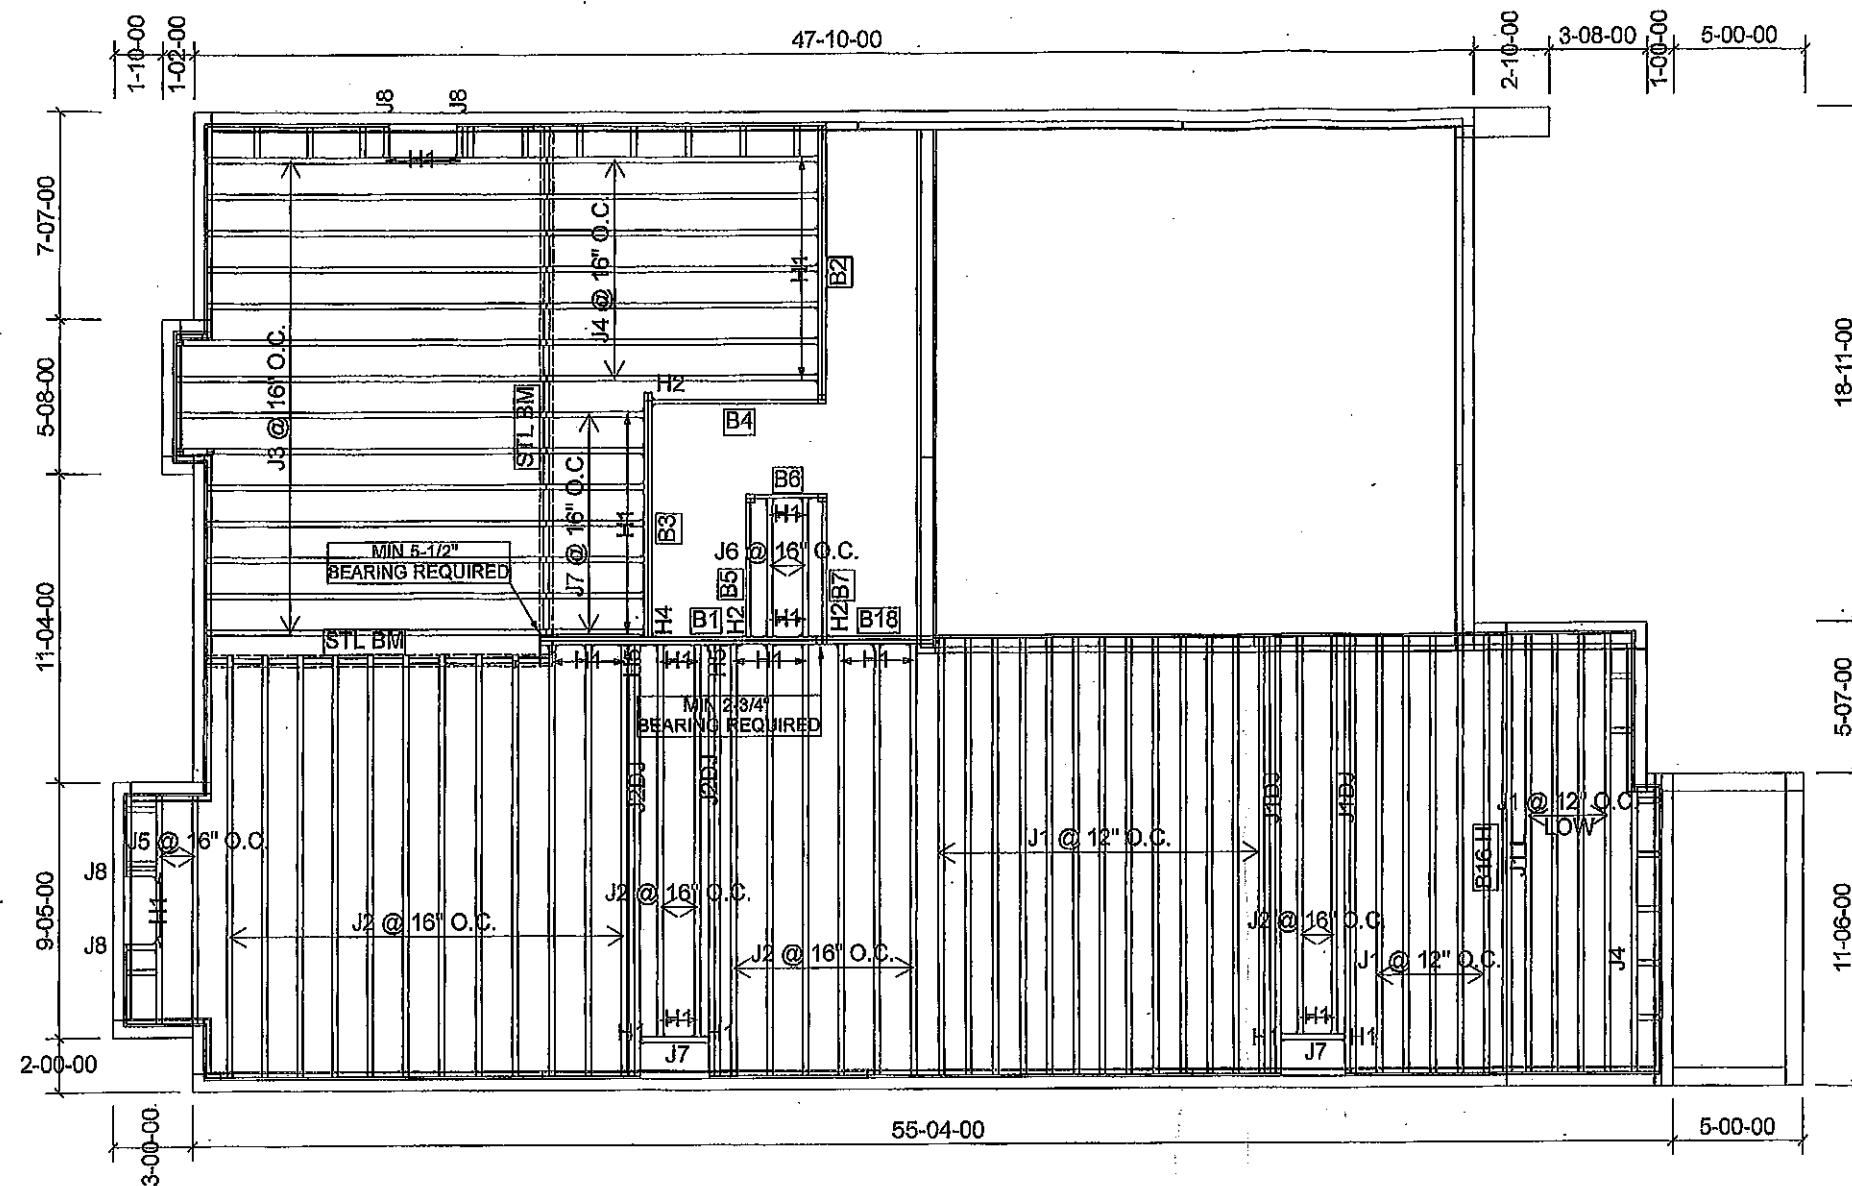 1-10-00
1-02-00
47-10-00
2-10-00
3-08-00
1-00-00
5-00-00
J8
J8
H1
7-07-00
J4 @ 16" O.C.
H1
B2
18-11-00
5-08-00
J3 @ 16" O.C.
STL BM
H2
B4
B6
H1
J7 @ 16" O.C.
H1
B3
MIN 5-1/2"
BEARING REQUIRED
J6 @ 16" O.C.
B5
B7
11-04-00
H4
B1
H2
H1
H2
B18
STL BM
H1
H1
H1
H1
MIN 2-3/4"
BEARING REQUIRED
5-07-00
J2DJ
J2DJ
J1DJ
J1DJ
J1 @ 12" O.C.
LOW
J5 @ 16" O.C.
J1 @ 12" O.C.
B16 H
J8
H1
J2 @ 16" O.C.
9-05-00
J2 @ 16" O.C.
J2 @ 16" O.C.
J8
J2 @ 16" O.C.
J1 @ 12" O.C.
J4
11-06-00
H1
H1
H1
J7
H1
H1
H1
J7
2-00-00
3-00-00
55-04-00
5-00-00